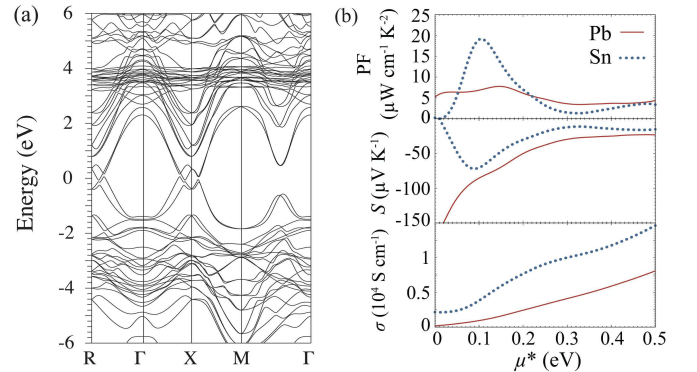 (a)
6
4
2
0
-2
-4
-6
Energy (eV)
R Γ X M Γ
(b)
25
20
15
10
5
0
PF
(μW cm-1 K-2)
Pb
Sn
-50
-100
-150
S (μV K-1)
1
0.5
0
σ (10⁴ S cm-1)
0 0.1 0.2 0.3 0.4 0.5
μ* (eV)